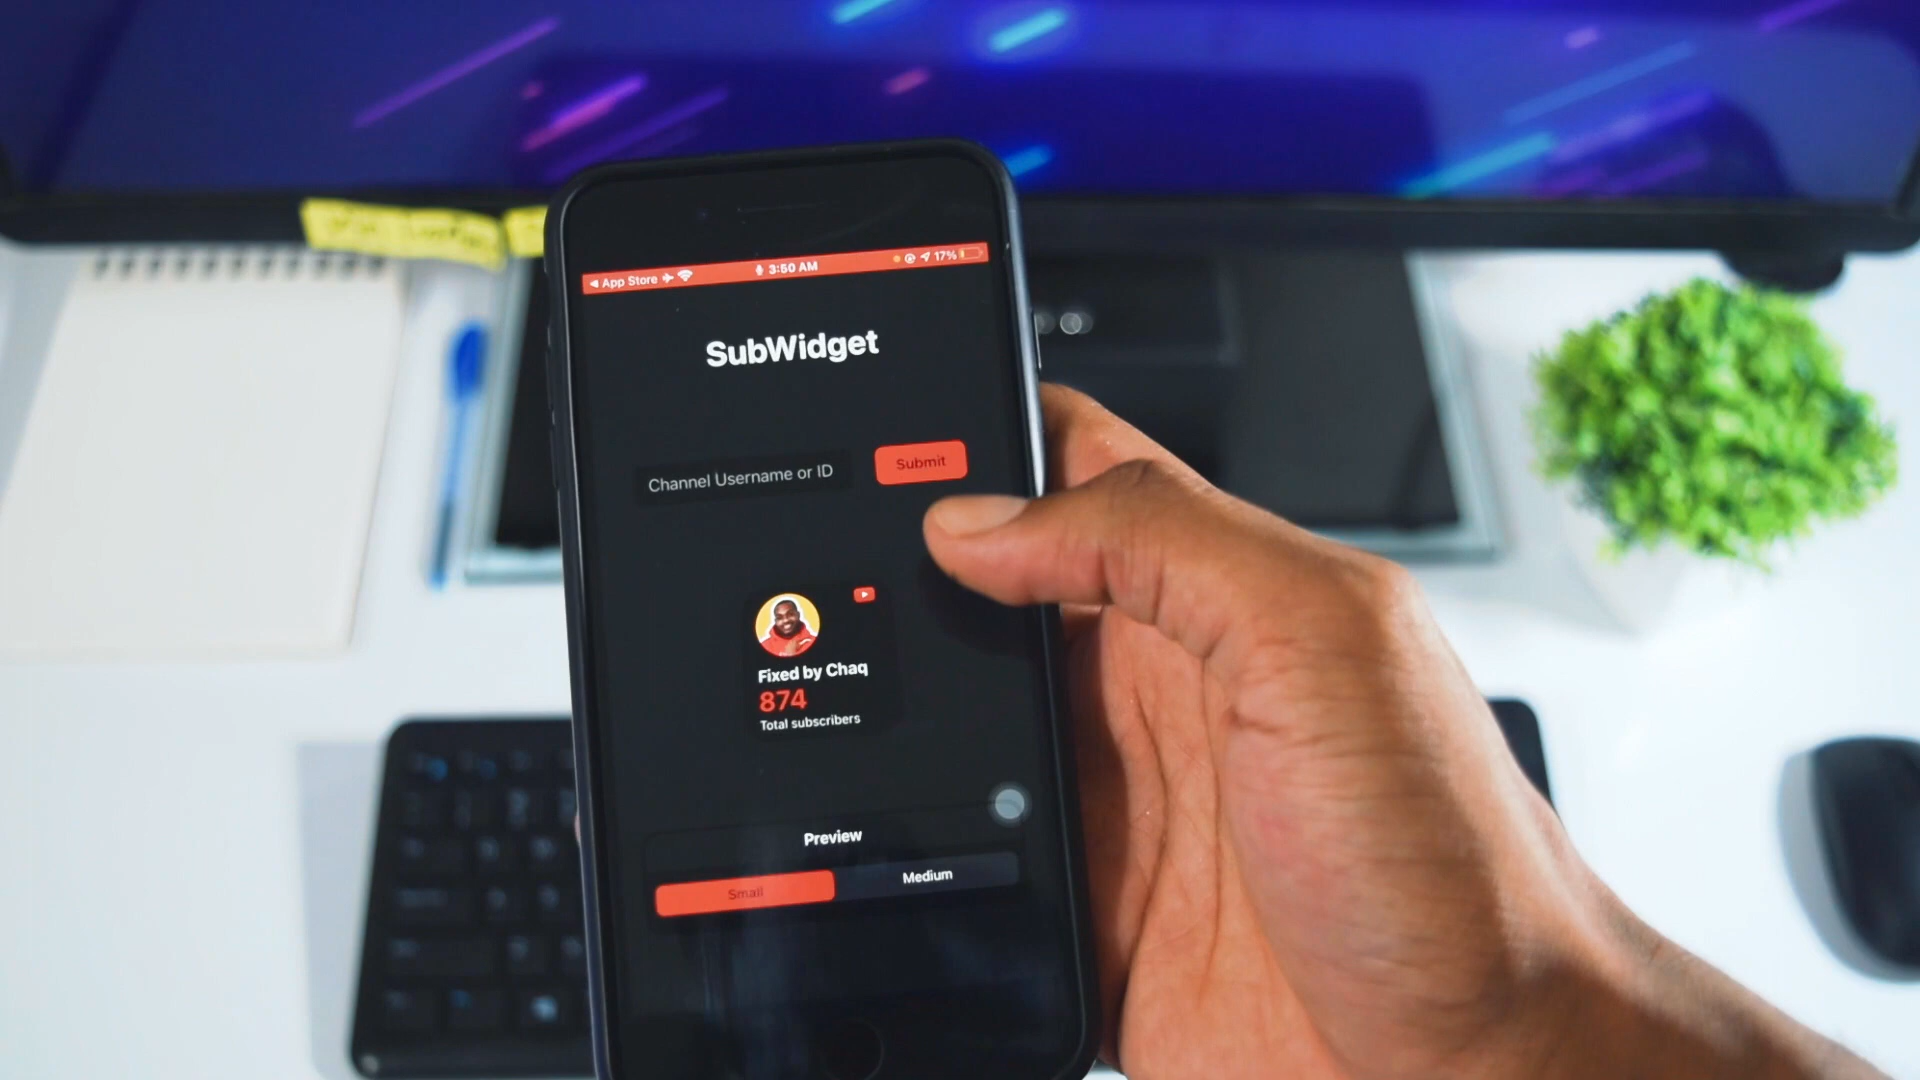 App Store
3:50 AM
17%
SubWidget
Channel Username or ID
Submit
Fixed by Chaq
874
Total subscribers
Preview
Small
Medium